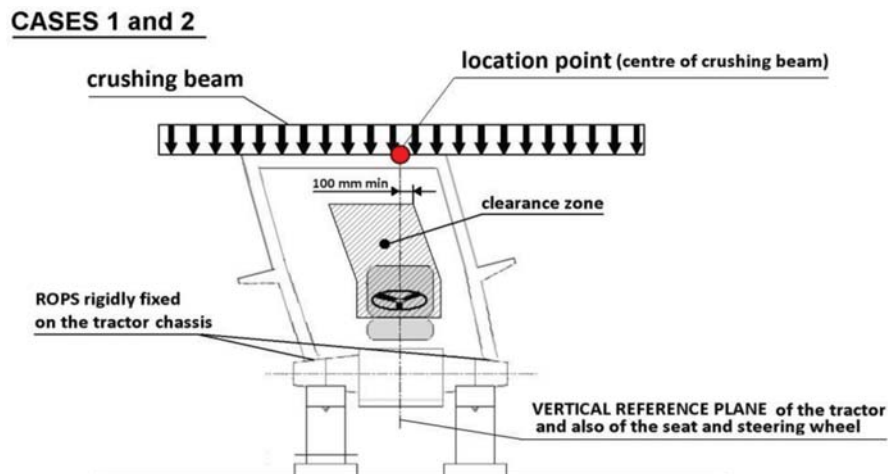 CASES 1 and 2
location point (centre of crushing beam)
crushing beam
100 mm min
clearance zone
ROPS rigidly fixed
on the tractor chassis
VERTICAL REFERENCE PLANE of the tractor
and also of the seat and steering wheel